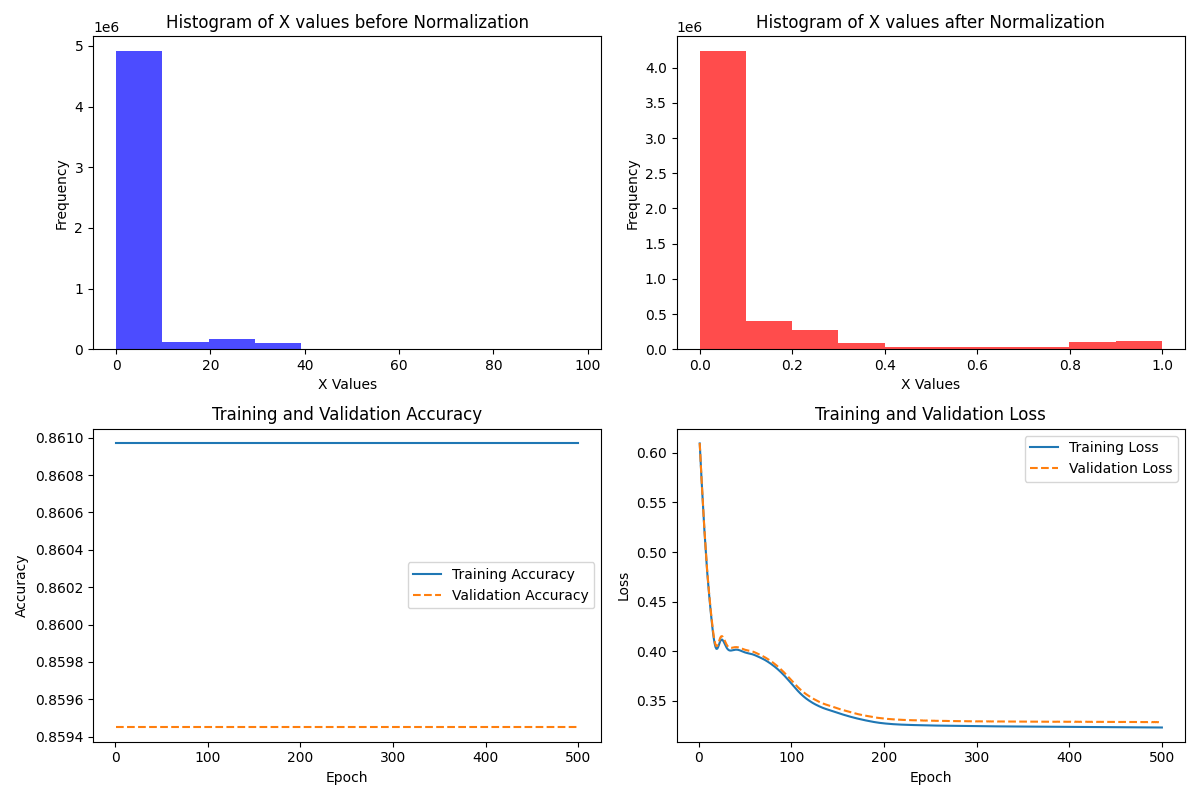 Histogram of X values before Normalization
1e6
5
4
3
2
1
0
Frequency
0 20 40 60 80 100
X Values
Histogram of X values after Normalization
1e6
4.0
3.5
3.0
2.5
2.0
1.5
1.0
0.5
0.0
Frequency
0.0 0.2 0.4 0.6 0.8 1.0
X Values
Training and Validation Accuracy
0.8610
0.8608
0.8606
0.8604
0.8602
0.8600
0.8598
0.8596
0.8594
Accuracy
Training Accuracy
Validation Accuracy
0 100 200 300 400 500
Epoch
Training and Validation Loss
0.60
0.55
0.50
0.45
0.40
0.35
Loss
Training Loss
Validation Loss
0 100 200 300 400 500
Epoch